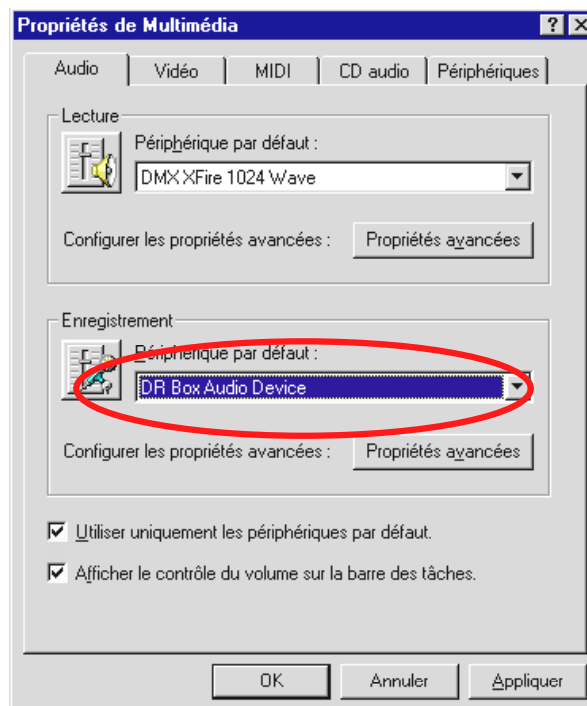 Propriétés de Multimédia
Audio Vidéo MIDI CD audio Périphériques
Lecture
Périphérique par défaut :
DMX XFire 1024 Wave
Configurer les propriétés avancées : Propriétés avancées
Enregistrement
Périphérique par défaut :
DR Box Audio Device
Configurer les propriétés avancées : Propriétés avancées
Utiliser uniquement les périphériques par défaut.
Afficher le contrôle du volume sur la barre des tâches.
OK Annuler Appliquer